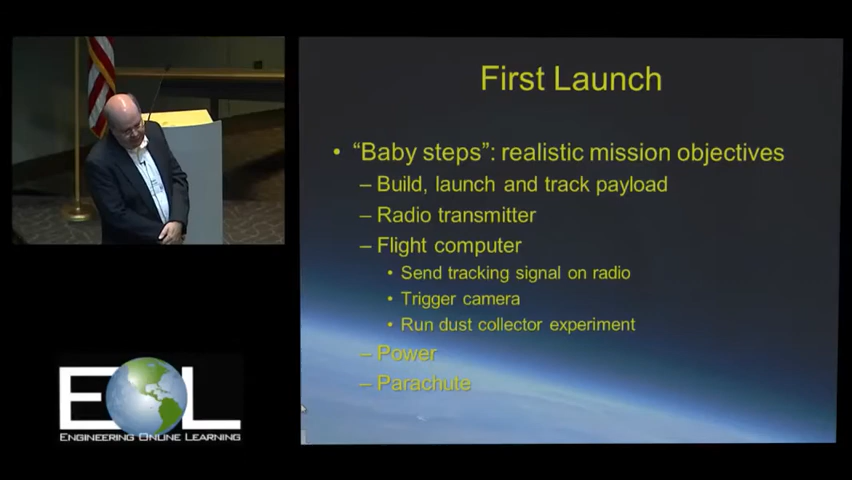 First Launch
• “Baby steps”: realistic mission objectives
– Build, launch and track payload
– Radio transmitter
– Flight computer
• Send tracking signal on radio
• Trigger camera
• Run dust collector experiment
– Power
– Parachute
EOL
ENGINEERING ONLINE LEARNING